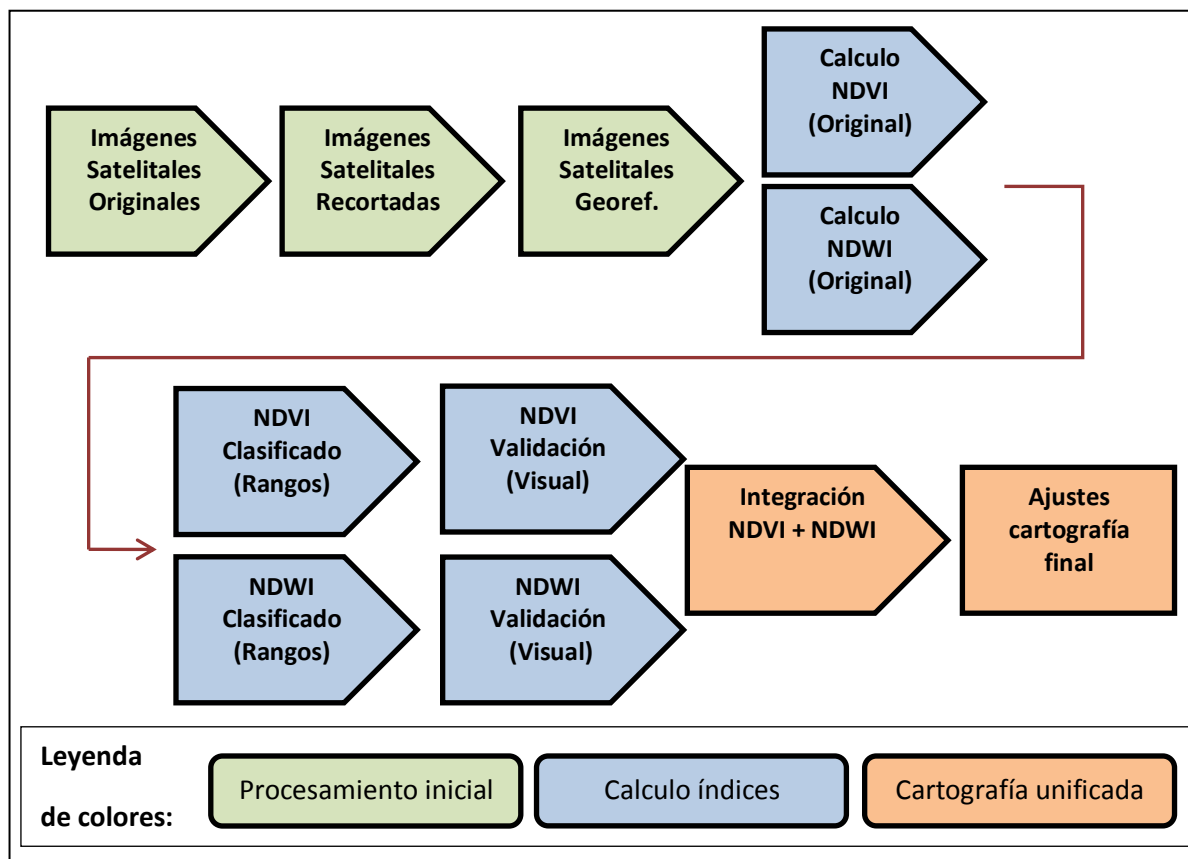 Imágenes
Satelitales
Originales
Imágenes
Satelitales
Recortadas
Imágenes
Satelitales
Georef.
Calculo
NDVI
(Original)
Calculo
NDWI
(Original)
NDVI
Clasificado
(Rangos)
NDVI
Validación
(Visual)
NDWI
Clasificado
(Rangos)
NDWI
Validación
(Visual)
Integración
NDVI + NDWI
Ajustes
cartografía
final
Leyenda
de colores:
Procesamiento inicial
Calculo índices
Cartografía unificada